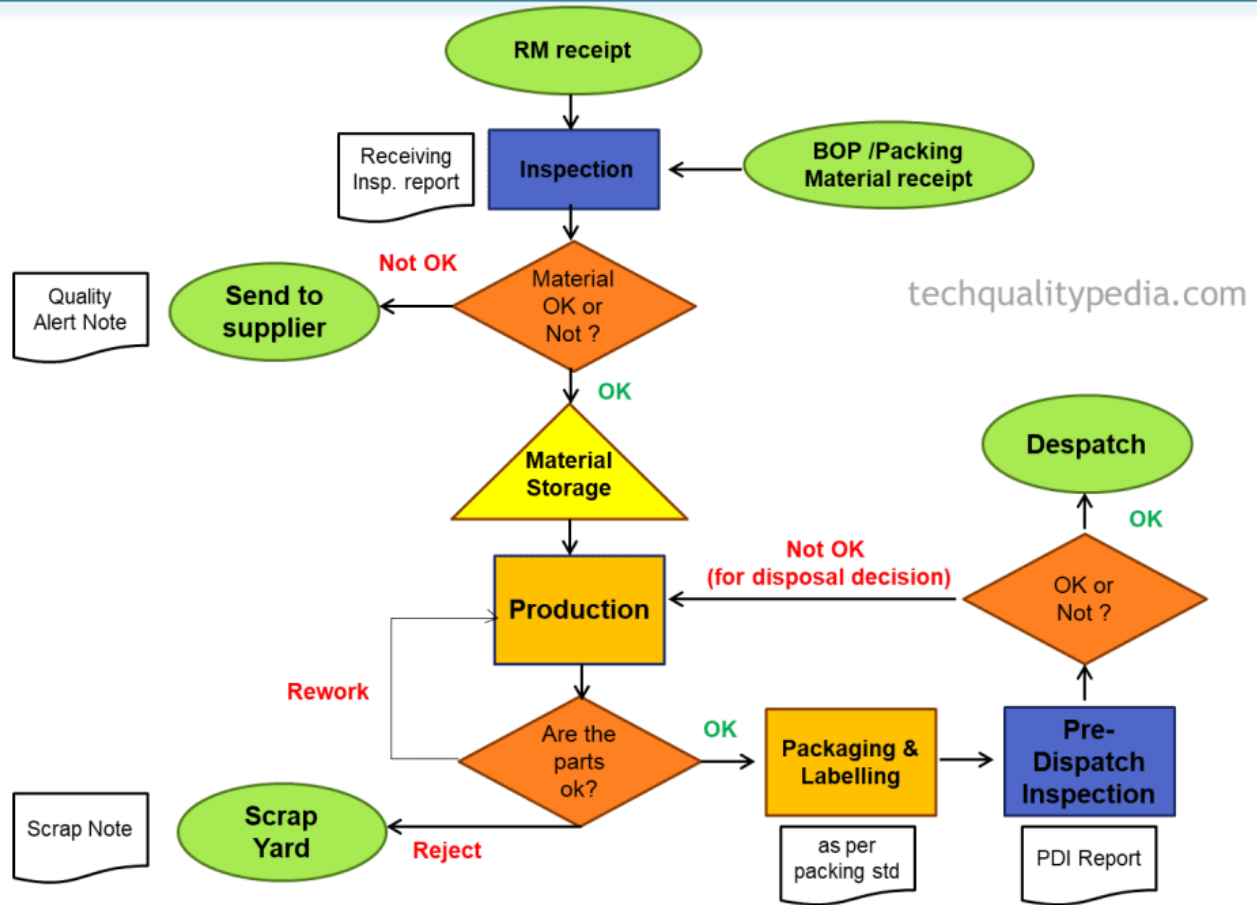 RM receipt
Receiving
Insp. report
Inspection
BOP /Packing
Material receipt
Quality
Alert Note
Send to
supplier
Not OK
Material
OK or
Not ?
techqualitypedia.com
OK
Material
Storage
Despatch
OK
Not OK
(for disposal decision)
OK or
Not ?
Production
Rework
Are the
parts
ok?
OK
Packaging &
Labelling
Pre-
Dispatch
Inspection
Scrap Note
Scrap
Yard
Reject
as per
packing std
PDI Report